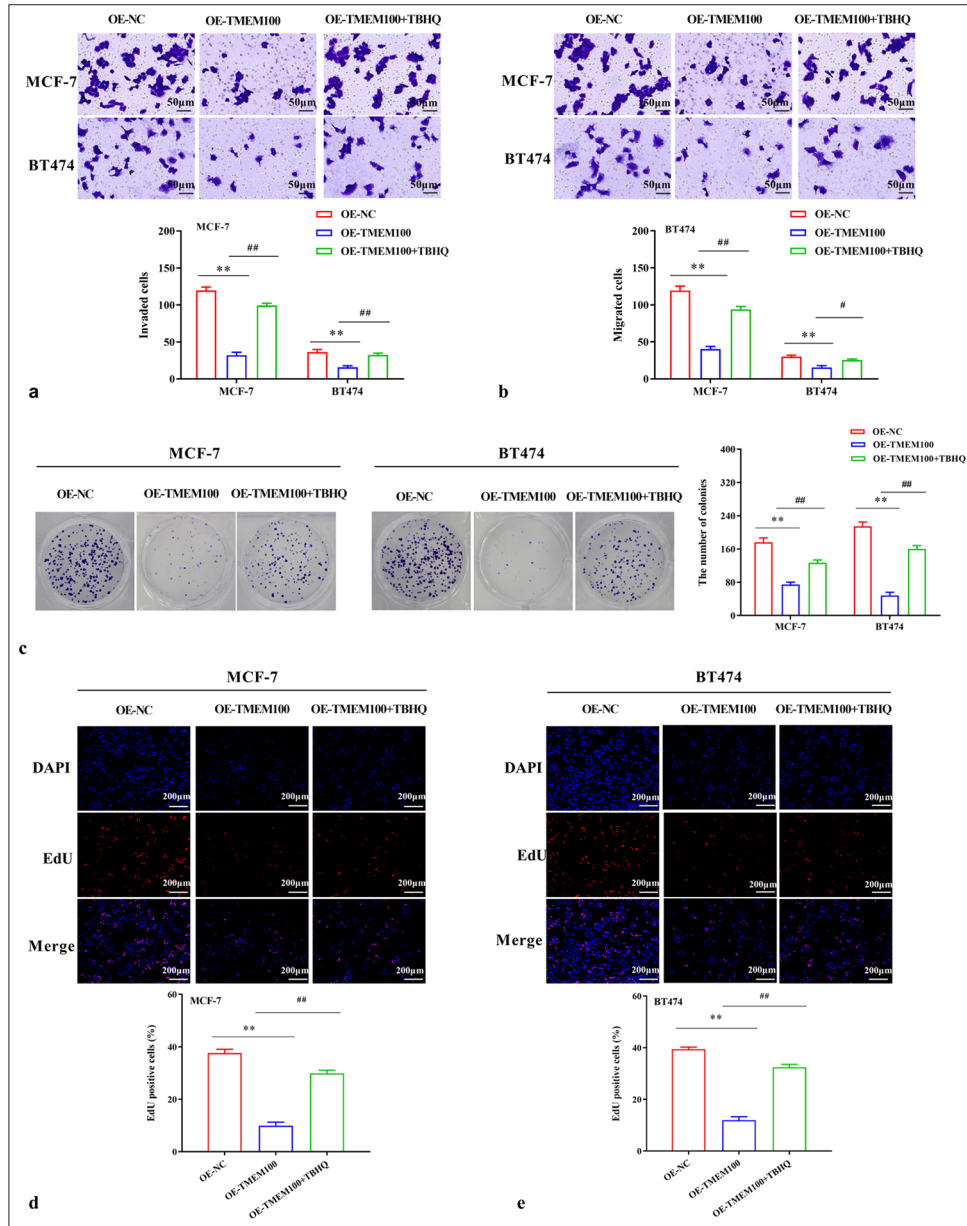 OE-NC OE-TMEM100 OE-TMEM100+TBHQ
MCF-7
50μm 50μm 50μm
BT474
50μm 50μm 50μm
MCF-7
OE-NC
OE-TMEM100
OE-TMEM100+TBHQ
Invaded cells
200
150
100
50
0
** ##
** ##
MCF-7 BT474
a
OE-NC OE-TMEM100 OE-TMEM100+TBHQ
MCF-7
50μm 50μm 50μm
BT474
50μm 50μm 50μm
BT474
OE-NC
OE-TMEM100
OE-TMEM100+TBHQ
Migrated cells
200
150
100
50
0
** ##
** #
MCF-7 BT474
b
MCF-7
OE-NC OE-TMEM100 OE-TMEM100+TBHQ
BT474
OE-NC OE-TMEM100 OE-TMEM100+TBHQ
OE-NC
OE-TMEM100
OE-TMEM100+TBHQ
The number of colonies
400
240
160
80
0
** ##
** ##
MCF-7 BT474
c
MCF-7
OE-NC OE-TMEM100 OE-TMEM100+TBHQ
DAPI
200μm 200μm 200μm
EdU
200μm 200μm 200μm
Merge
200μm 200μm 200μm
MCF-7
EdU positive cells (%)
60
40
20
0
** ##
OE-NC OE-TMEM100 OE-TMEM100+TBHQ
d
BT474
OE-NC OE-TMEM100 OE-TMEM100+TBHQ
DAPI
200μm 200μm 200μm
EdU
200μm 200μm 200μm
Merge
200μm 200μm 200μm
BT474
EdU positive cells (%)
60
40
20
0
** ##
OE-NC OE-TMEM100 OE-TMEM100+TBHQ
e